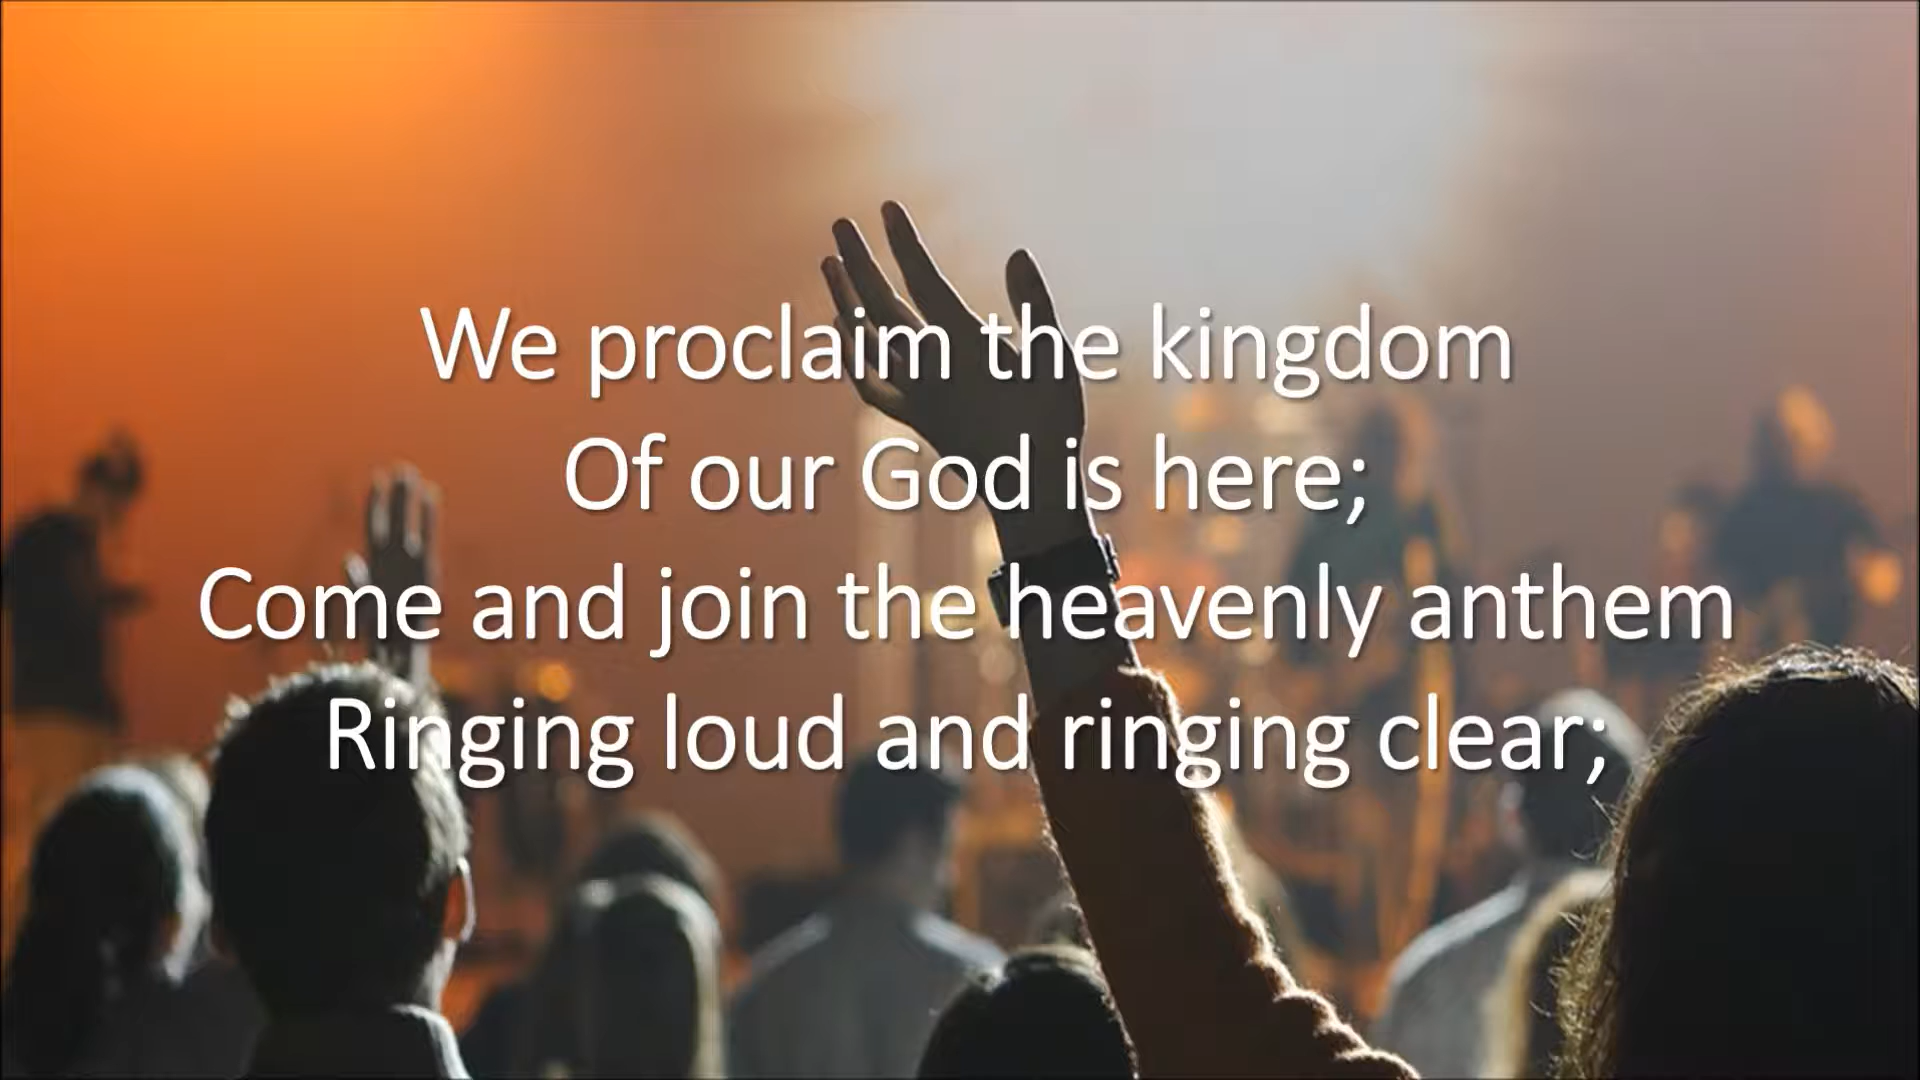 We proclaim the kingdom
Of our God is here;
Come and join the heavenly anthem
Ringing loud and ringing clear;